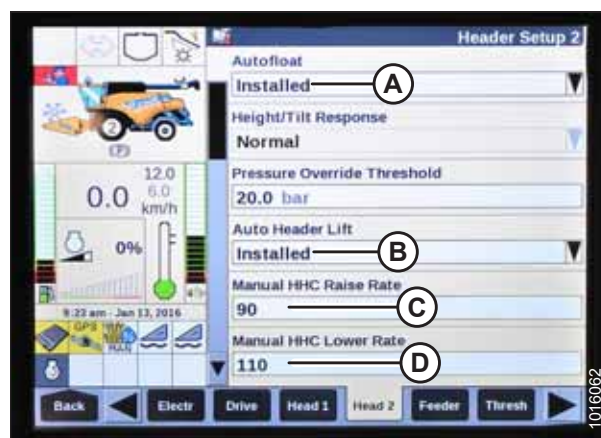 Header Setup 2
Autofloat
Installed
A
Height/Tilt Response
Normal
Pressure Override Threshold
20.0 bar
Auto Header Lift
Installed
B
Manual HHC Raise Rate
90
C
Manual HHC Lower Rate
110
D
2
(P)
0.0
12.0
6.0
km/h
0%
9:23 am - Jan 13, 2016
GPS
MAN
Back
Electr
Drive
Head 1
Head 2
Feeder
Thresh
1016062